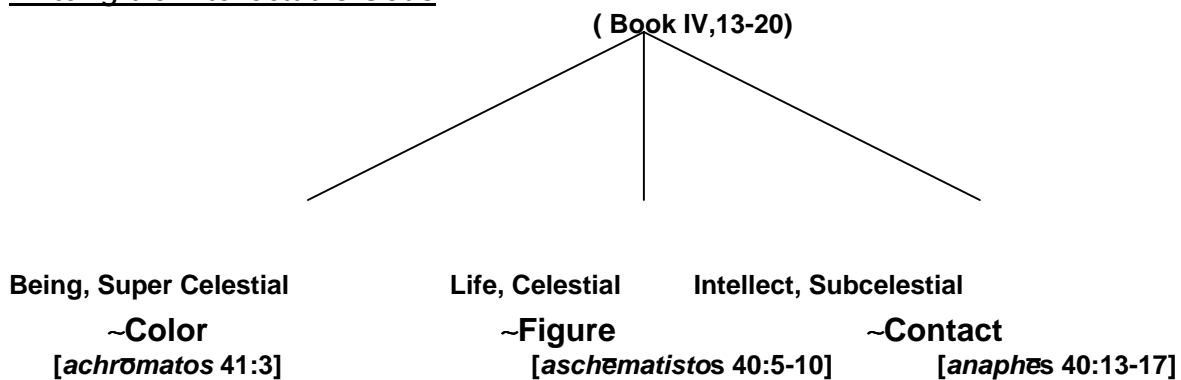 ( Book IV,13-20)
Being, Super Celestial Life, Celestial Intellect, Subcelestial
~Color ~Figure ~Contact
[achrōmatos 41:3] [aschēmatistos 40:5-10] [anaphēs 40:13-17]